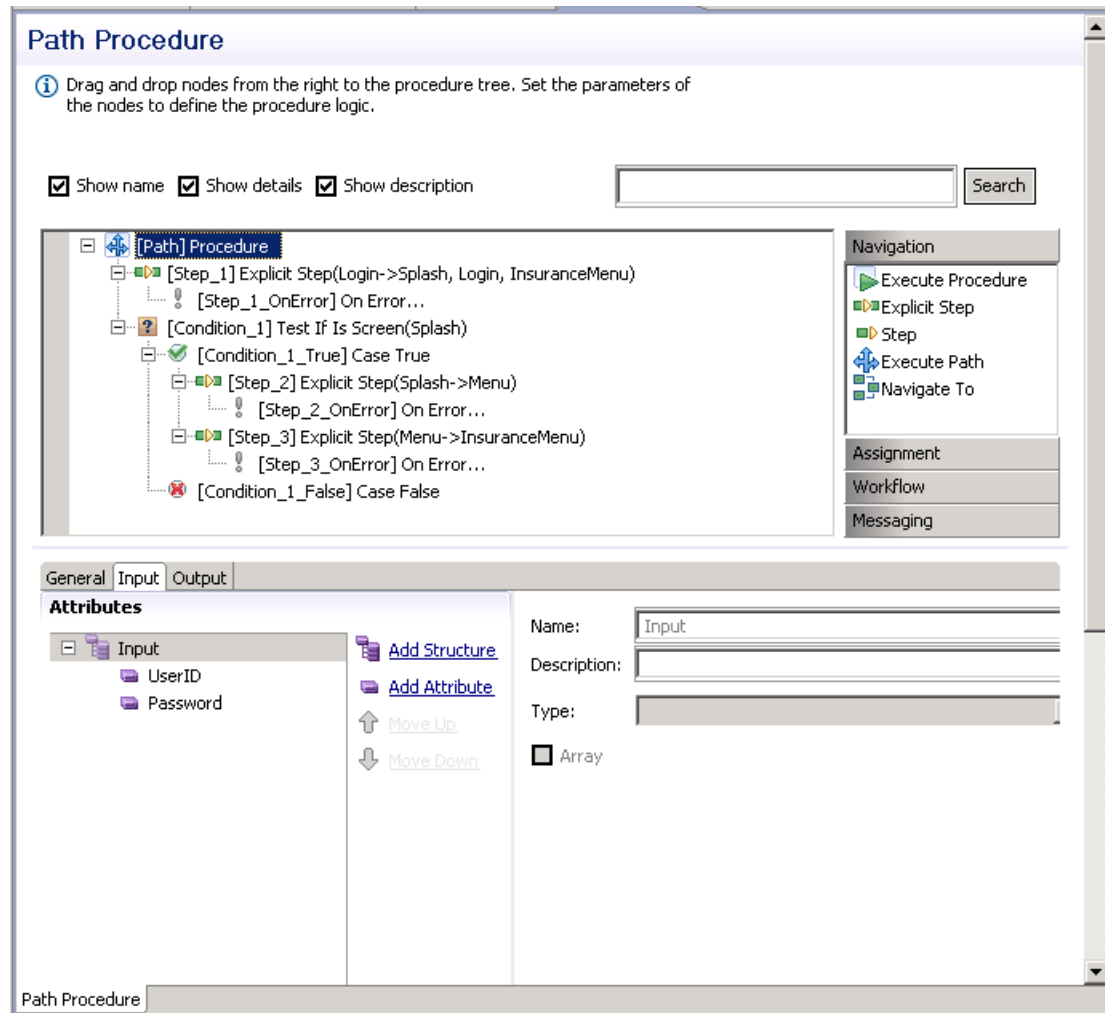 Path Procedure
Drag and drop nodes from the right to the procedure tree. Set the parameters of
the nodes to define the procedure logic.
Show name Show details Show description Search
[Path] Procedure
[Step_1] Explicit Step(Login->Splash, Login, InsuranceMenu)
[Step_1_OnError] On Error...
[Condition_1] Test If Is Screen(Splash)
[Condition_1_True] Case True
[Step_2] Explicit Step(Splash->Menu)
[Step_2_OnError] On Error...
[Step_3] Explicit Step(Menu->InsuranceMenu)
[Step_3_OnError] On Error...
[Condition_1_False] Case False
Navigation
Execute Procedure
Explicit Step
Step
Execute Path
Navigate To
Assignment
Workflow
Messaging
General Input Output
Attributes
Input
UserID
Password
Add Structure
Add Attribute
Move Up
Move Down
Name: Input
Description:
Type:
Array
Path Procedure